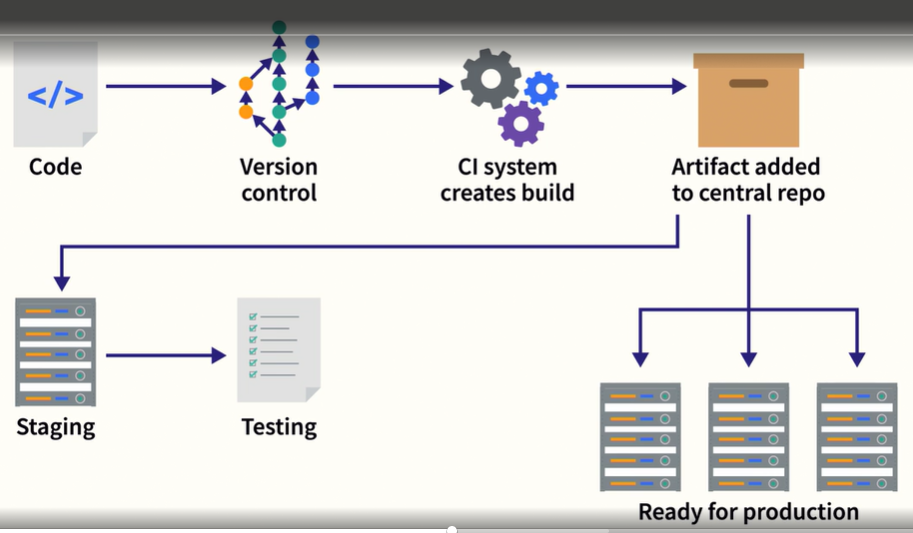 </>
Code
Version
control
CI system
creates build
Artifact added
to central repo
Staging
Testing
Ready for production